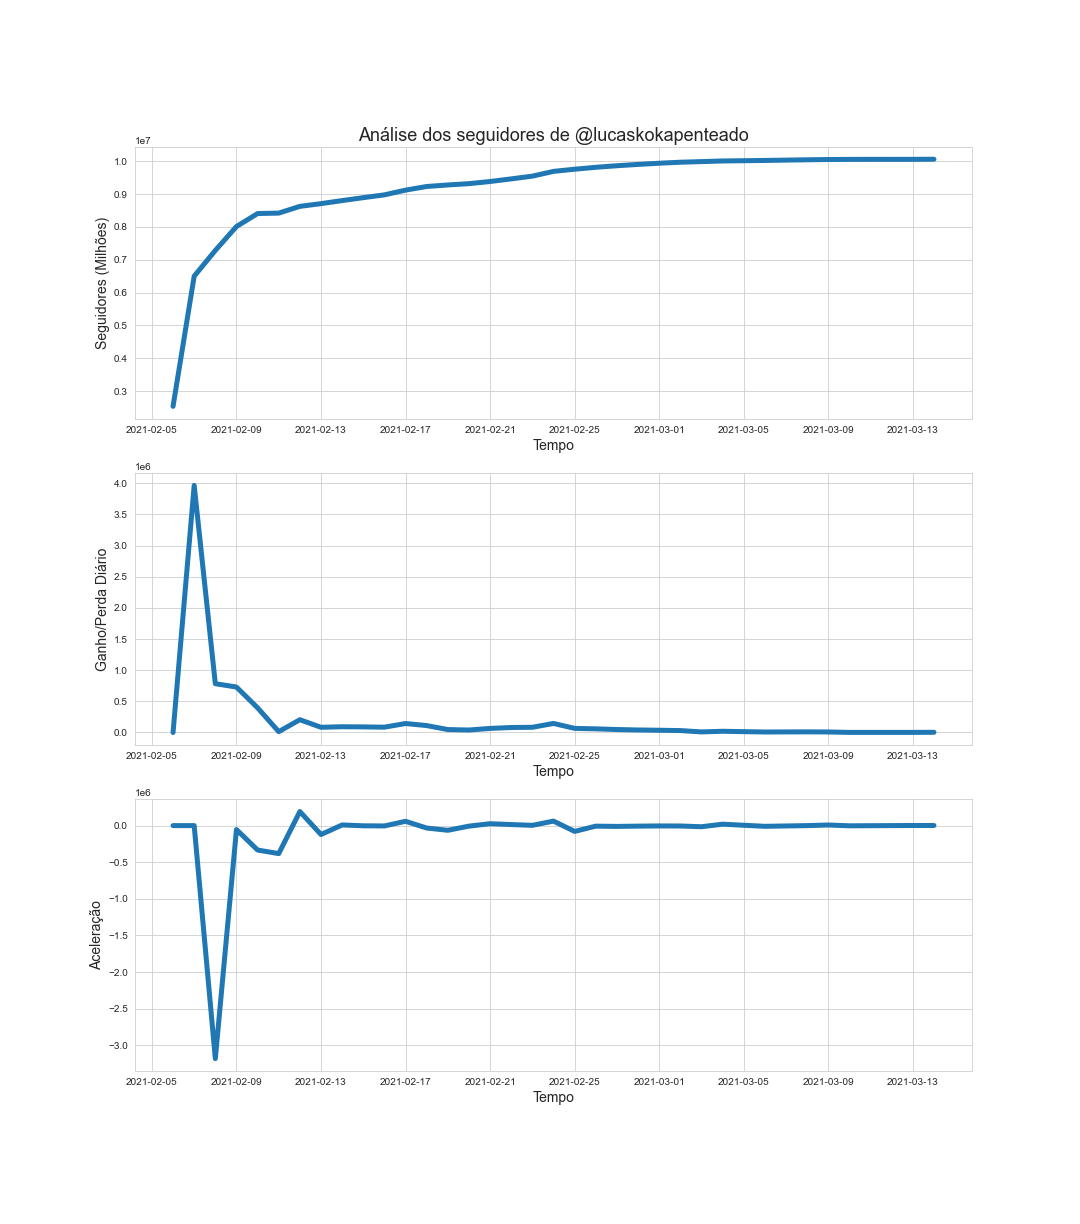 Análise dos seguidores de @lucaskokapenteado
1e7
1.0
0.9
0.8
0.7
0.6
0.5
0.4
0.3
Seguidores (Milhões)
2021-02-05 2021-02-09 2021-02-13 2021-02-17 2021-02-21 2021-02-25 2021-03-01 2021-03-05 2021-03-09 2021-03-13
Tempo
1e6
4.0
3.5
3.0
2.5
2.0
1.5
1.0
0.5
0.0
Ganho/Perda Diário
2021-02-05 2021-02-09 2021-02-13 2021-02-17 2021-02-21 2021-02-25 2021-03-01 2021-03-05 2021-03-09 2021-03-13
Tempo
1e6
0.0
−0.5
−1.0
−1.5
−2.0
−2.5
−3.0
Aceleração
2021-02-05 2021-02-09 2021-02-13 2021-02-17 2021-02-21 2021-02-25 2021-03-01 2021-03-05 2021-03-09 2021-03-13
Tempo